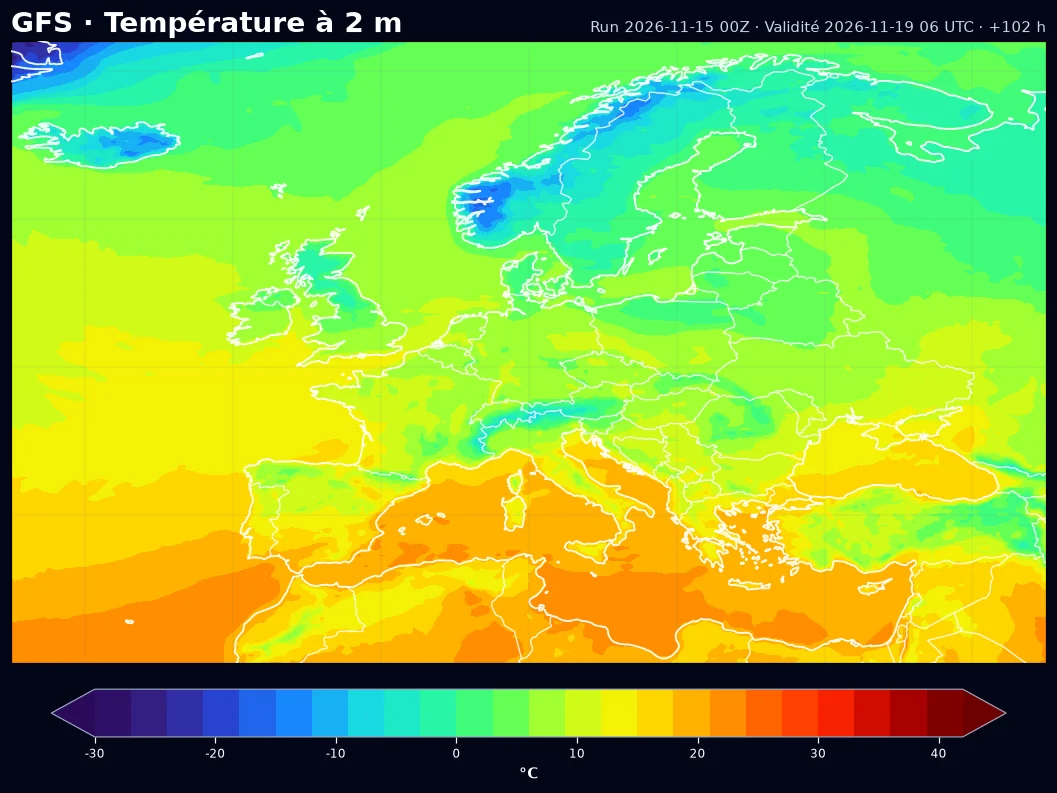 GFS · Température à 2 m
Run 2026-11-15 00Z · Validité 2026-11-19 06 UTC · +102 h
-30 -20 -10 0 10 20 30 40
°C